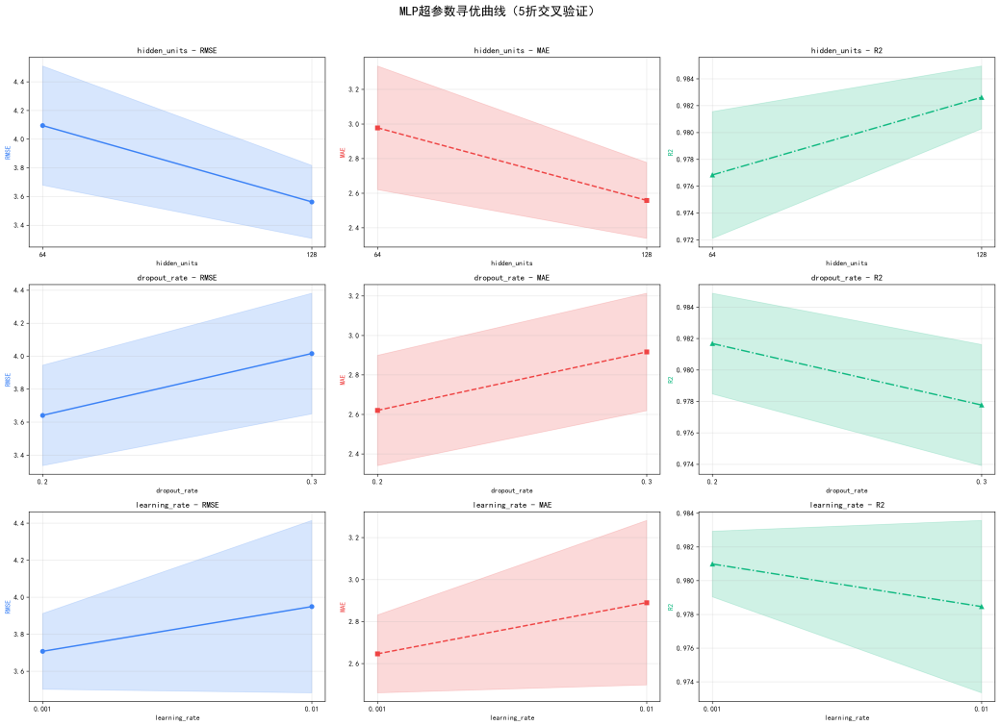 MLP超参数寻优曲线（5折交叉验证）
hidden_units - RMSE
hidden_units - MAE
hidden_units - R2
RMSE
4.4
4.2
4.0
3.8
3.6
3.4
64
128
hidden_units
MAE
3.2
3.0
2.8
2.6
2.4
64
128
hidden_units
R2
0.984
0.982
0.980
0.978
0.976
0.974
0.972
64
128
hidden_units
dropout_rate - RMSE
dropout_rate - MAE
dropout_rate - R2
RMSE
4.4
4.2
4.0
3.8
3.6
3.4
0.2
0.3
dropout_rate
MAE
3.2
3.0
2.8
2.6
2.4
0.2
0.3
dropout_rate
R2
0.984
0.982
0.980
0.978
0.976
0.974
0.2
0.3
dropout_rate
learning_rate - RMSE
learning_rate - MAE
learning_rate - R2
RMSE
4.4
4.2
4.0
3.8
3.6
0.001
0.01
learning_rate
MAE
3.2
3.0
2.8
2.6
0.001
0.01
learning_rate
R2
0.984
0.982
0.980
0.978
0.976
0.974
0.001
0.01
learning_rate